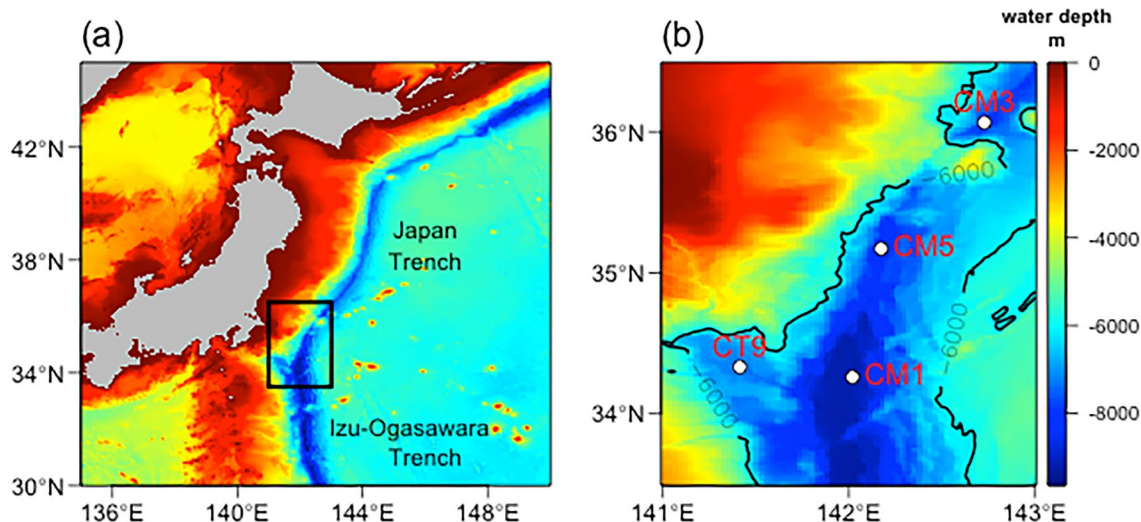 (a)
42°N
38°N
34°N
30°N
136°E
140°E
144°E
148°E
Japan
Trench
Izu-Ogasawara
Trench
(b)
36°N
35°N
34°N
141°E
142°E
143°E
CM3
CM5
CT9
CM1
-6000
-6000
-6000
water depth
m
0
-2000
-4000
-6000
-8000